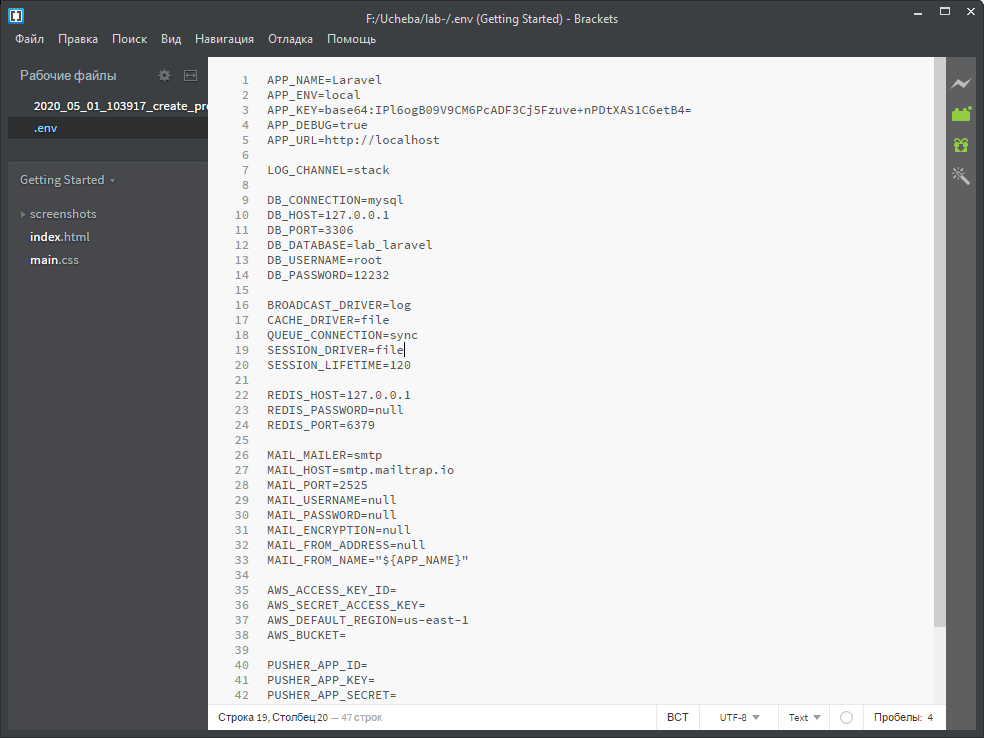 F:/Ucheba/lab-/.env (Getting Started) - Brackets
Файл Правка Поиск Вид Навигация Отладка Помощь
Рабочие файлы
2020_05_01_103917_create_pr
.env
Getting Started
screenshots
index.html
main.css
1 APP_NAME=Laravel
2 APP_ENV=local
3 APP_KEY=base64:IPl6ogB09V9CM6PcADF3Cj5Fzuve+nPDtXAS1C6etB4=
4 APP_DEBUG=true
5 APP_URL=http://localhost
6
7 LOG_CHANNEL=stack
8
9 DB_CONNECTION=mysql
10 DB_HOST=127.0.0.1
11 DB_PORT=3306
12 DB_DATABASE=lab_laravel
13 DB_USERNAME=root
14 DB_PASSWORD=12232
15
16 BROADCAST_DRIVER=log
17 CACHE_DRIVER=file
18 QUEUE_CONNECTION=sync
19 SESSION_DRIVER=file
20 SESSION_LIFETIME=120
21
22 REDIS_HOST=127.0.0.1
23 REDIS_PASSWORD=null
24 REDIS_PORT=6379
25
26 MAIL_MAILER=smtp
27 MAIL_HOST=smtp.mailtrap.io
28 MAIL_PORT=2525
29 MAIL_USERNAME=null
30 MAIL_PASSWORD=null
31 MAIL_ENCRYPTION=null
32 MAIL_FROM_ADDRESS=null
33 MAIL_FROM_NAME="${APP_NAME}"
34
35 AWS_ACCESS_KEY_ID=
36 AWS_SECRET_ACCESS_KEY=
37 AWS_DEFAULT_REGION=us-east-1
38 AWS_BUCKET=
39
40 PUSHER_APP_ID=
41 PUSHER_APP_KEY=
42 PUSHER_APP_SECRET=
Строка 19, Столбец 20 — 47 строк ВСТ UTF-8 Text Пробелы: 4